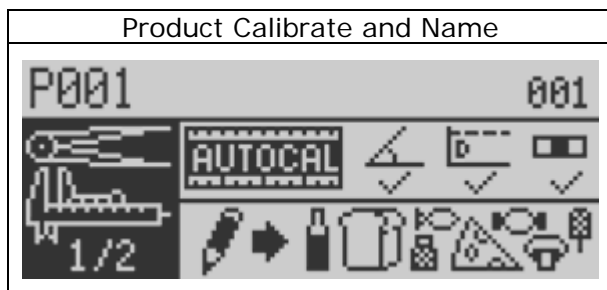 Product Calibrate and Name
P001 001
AUTOCAL
D
1/2